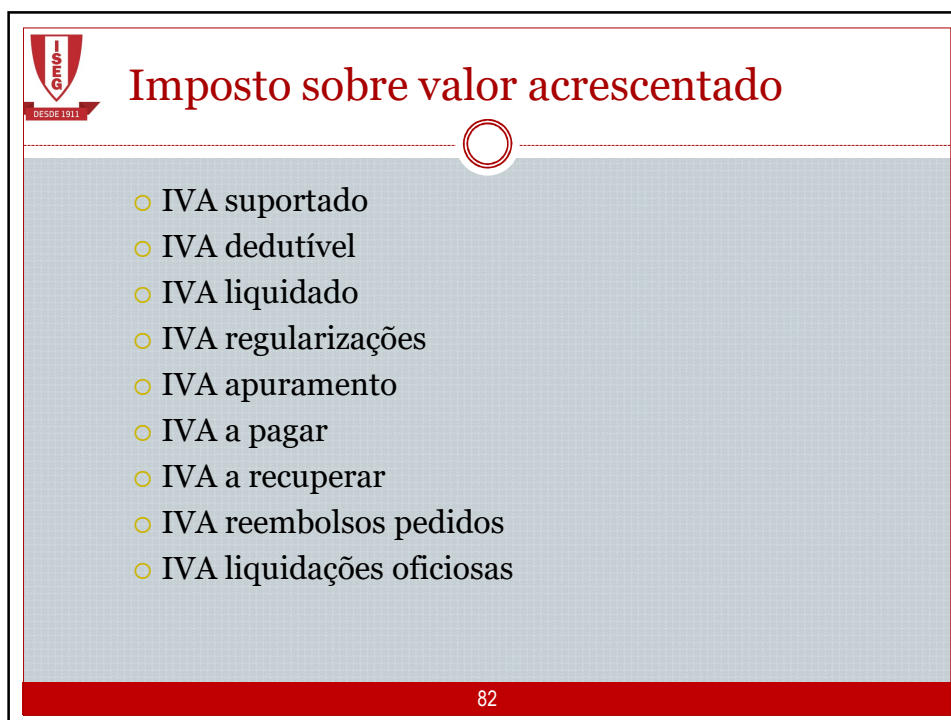 ISEG
DESDE 1911
Imposto sobre valor acrescentado
IVA suportado
IVA dedutível
IVA liquidado
IVA regularizações
IVA apuramento
IVA a pagar
IVA a recuperar
IVA reembolsos pedidos
IVA liquidações oficiosas
82